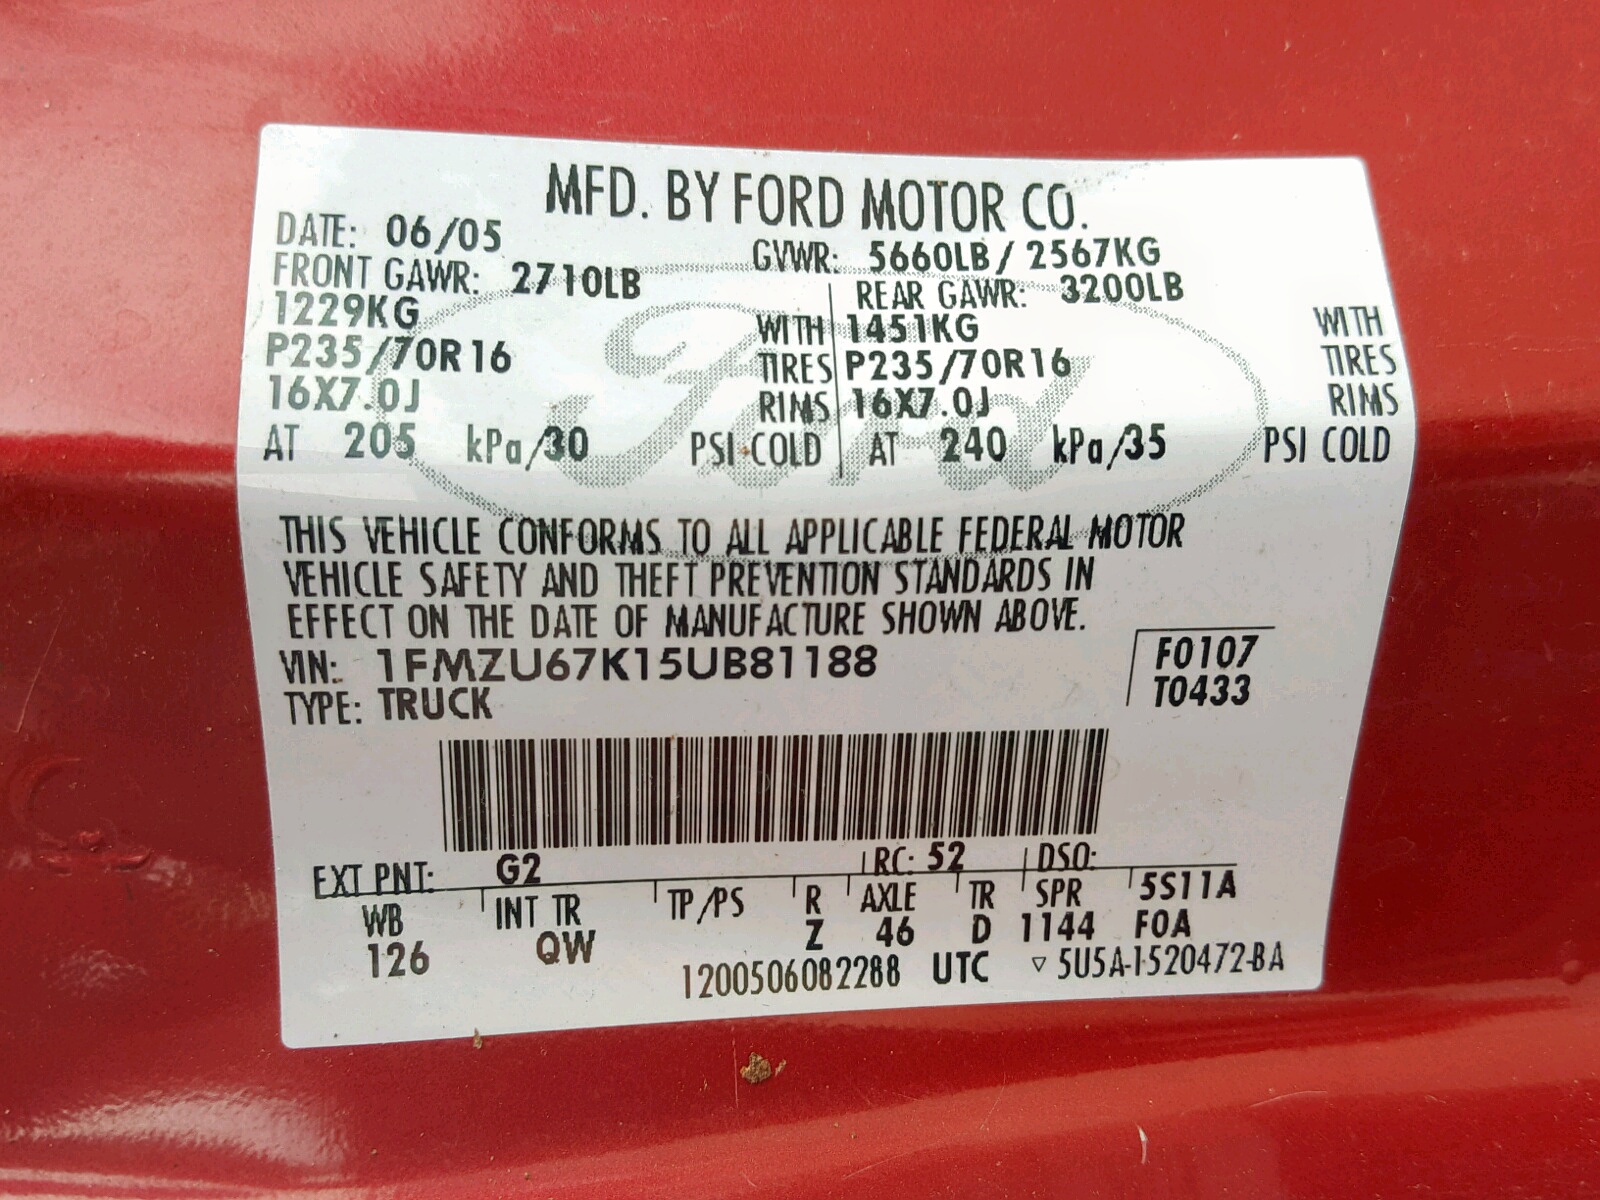 MFD. BY FORD MOTOR CO.
DATE: 06/05 GVWR: 5660LB / 2567KG
FRONT GAWR: 2710LB REAR GAWR: 3200LB
1229KG WITH 1451KG WITH
P235/70R16 TIRES P235/70R16 TIRES
16X7.0J RIMS 16X7.0J RIMS
AT 205 kPa/30 PSI COLD AT 240 kPa/35 PSI COLD
Ford
THIS VEHICLE CONFORMS TO ALL APPLICABLE FEDERAL MOTOR
VEHICLE SAFETY AND THEFT PREVENTION STANDARDS IN
EFFECT ON THE DATE OF MANUFACTURE SHOWN ABOVE.
VIN: 1FMZU67K15UB81188 F0107
TYPE: TRUCK T0433
EXT PNT: G2 RC: 52 DSO:
WB INT TR TP/PS R AXLE TR SPR 5S11A
126 QW Z 46 D 1144 F0A
1200506082288 UTC ▽ 5U5A-1520472-BA